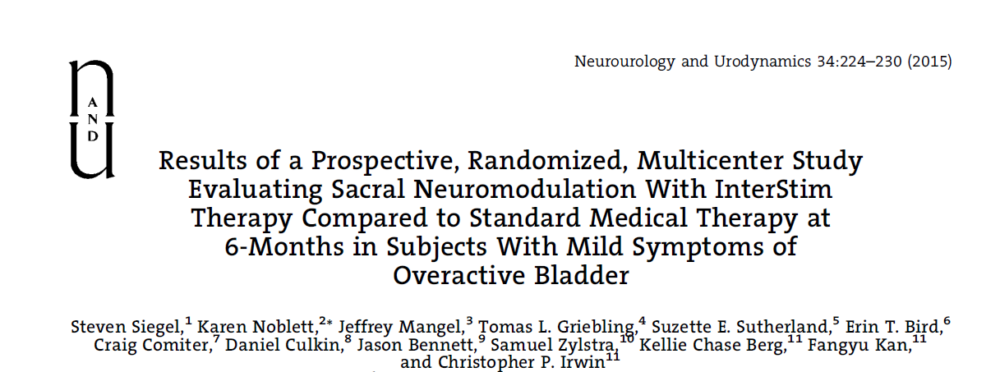 Neurourology and Urodynamics 34:224–230 (2015)
n
AND
u
Results of a Prospective, Randomized, Multicenter Study
Evaluating Sacral Neuromodulation With InterStim
Therapy Compared to Standard Medical Therapy at
6-Months in Subjects With Mild Symptoms of
Overactive Bladder
Steven Siegel,¹ Karen Noblett,²* Jeffrey Mangel,³ Tomas L. Griebling,⁴ Suzette E. Sutherland,⁵ Erin T. Bird,⁶
Craig Comiter,⁷ Daniel Culkin,⁸ Jason Bennett,⁹ Samuel Zylstra,¹⁰ Kellie Chase Berg,¹¹ Fangyu Kan,¹¹
and Christopher P. Irwin¹¹